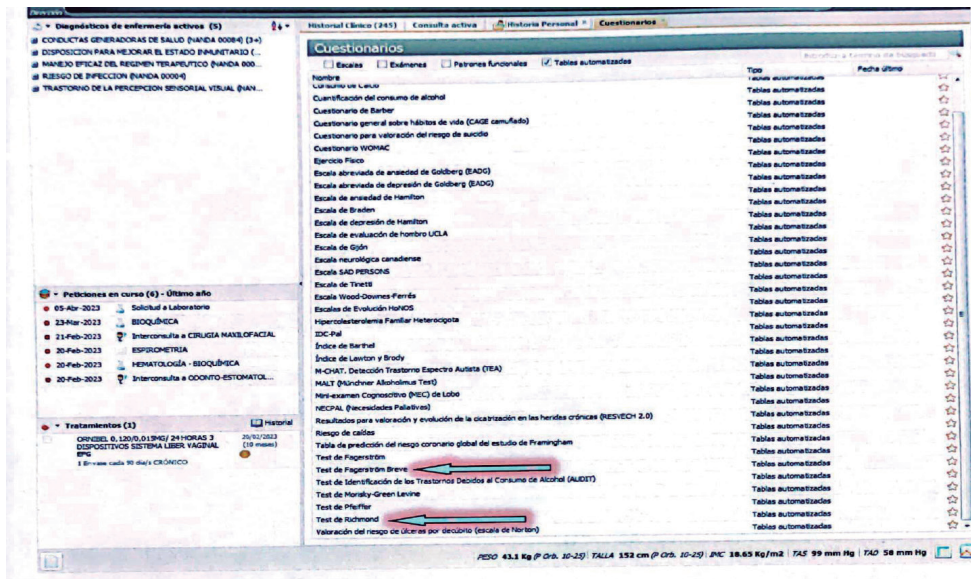 Dirección
Diagnósticos de enfermería activos (5)
CONDUCTAS GENERADORAS DE SALUD (NANDA 00084) (3+)
DISPOSICION PARA MEJORAR EL ESTADO INMUNITARIO (...
MANEJO EFICAZ DEL REGIMEN TERAPEUTICO (NANDA 000...
RIESGO DE INFECCION (NANDA 00004)
TRASTORNO DE LA PERCEPCION SENSORIAL VISUAL (NAN...
Peticiones en curso (6) - Último año
05-Abr-2023 Solicitud a Laboratorio
23-Mar-2023 BIOQUÍMICA
21-Feb-2023 Interconsulta a CIRUGIA MAXILOFACIAL
20-Feb-2023 ESPIROMETRIA
20-Feb-2023 HEMATOLOGÍA - BIOQUÍMICA
20-Feb-2023 Interconsulta a ODONTO-ESTOMATOL...
Tratamientos (1) Historial
ORNIBEL 0,120/0,015MG/ 24 HORAS 3 20/02/2023
DISPOSITIVOS SISTEMA LIBER VAGINAL (10 meses)
EFG
1 Envase cada 90 día/s CRÓNICO
Historial Clínico (245) Consulta activa Historia Personal Cuestionarios
Cuestionarios
Escalas Exámenes Patrones funcionales Tablas automatizadas
Nombre Tipo Fecha último
Consumo de Calcio Tablas automatizadas
Cuantificación del consumo de alcohol Tablas automatizadas
Cuestionario de Barber Tablas automatizadas
Cuestionario general sobre hábitos de vida (CAGE camuflado) Tablas automatizadas
Cuestionario para valoración del riesgo de suicidio Tablas automatizadas
Cuestionario WOMAC Tablas automatizadas
Ejercicio Físico Tablas automatizadas
Escala abreviada de ansiedad de Goldberg (EADG) Tablas automatizadas
Escala abreviada de depresión de Goldberg (EADG) Tablas automatizadas
Escala de ansiedad de Hamilton Tablas automatizadas
Escala de Braden Tablas automatizadas
Escala de depresión de Hamilton Tablas automatizadas
Escala de evaluación de hombro UCLA Tablas automatizadas
Escala de Gijón Tablas automatizadas
Escala neurológica canadiense Tablas automatizadas
Escala SAD PERSONS Tablas automatizadas
Escala de Tinetti Tablas automatizadas
Escala Wood-Downes-Ferrés Tablas automatizadas
Escalas de Evolución HoNOS Tablas automatizadas
Hipercolesterolemia Familiar Heterocigota Tablas automatizadas
IDC-Pal Tablas automatizadas
Índice de Barthel Tablas automatizadas
Índice de Lawton y Brody Tablas automatizadas
M-CHAT. Detección Trastorno Espectro Autista (TEA) Tablas automatizadas
MALT (Münchner Alkoholimus Test) Tablas automatizadas
Mini-examen Cognoscitivo (MEC) de Lobo Tablas automatizadas
NECPAL (Necesidades Paliativas) Tablas automatizadas
Resultados para valoración y evolución de la cicatrización en las heridas crónicas (RESVECH 2.0) Tablas automatizadas
Riesgo de caídas Tablas automatizadas
Tabla de predicción del riesgo coronario global del estudio de Framingham Tablas automatizadas
Test de Fagerström Tablas automatizadas
Test de Fagerström Breve Tablas automatizadas
Test de Identificación de los Trastornos Debidos al Consumo de Alcohol (AUDIT) Tablas automatizadas
Test de Morisky-Green Levine Tablas automatizadas
Test de Pfeiffer Tablas automatizadas
Test de Richmond Tablas automatizadas
Valoración del riesgo de úlceras por decúbito (escala de Norton) Tablas automatizadas
PESO 43.1 Kg (P Orb. 10-25) TALLA 152 cm (P Orb. 10-25) IMC 18.65 Kg/m2 TAS 99 mm Hg TAD 58 mm Hg